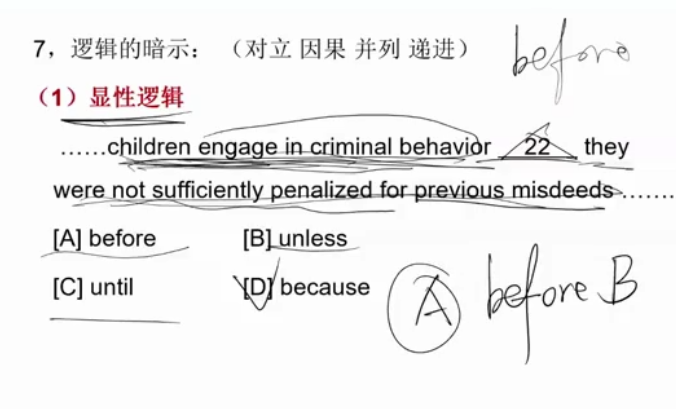 7，逻辑的暗示： （对立 因果 并列 递进）
before
（1）显性逻辑
……children engage in criminal behavior 22 they
were not sufficiently penalized for previous misdeeds…….
[A] before [B] unless
[C] until [D] because
A before B